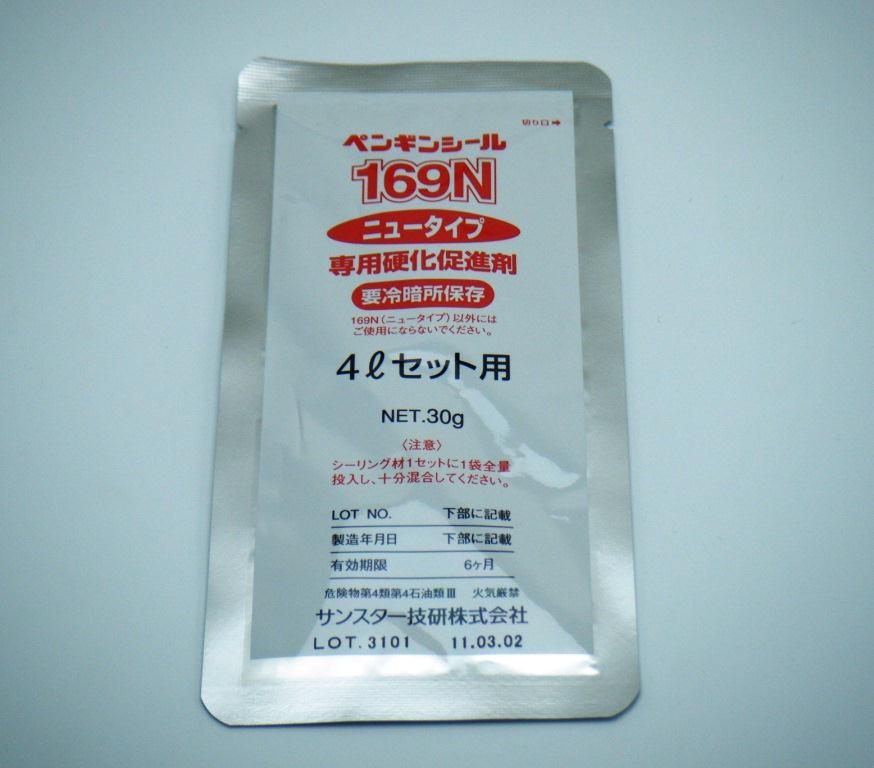 切り口➡
ペンギンシール
169N
ニュータイプ
専用硬化促進剤
要冷暗所保存
169N(ニュータイプ)以外には
ご使用にならないでください。
4ℓセット用
NET.30g
〈注意〉
シーリング材1セットに1袋全量
投入し、十分混合してください。
LOT NO. 下部に記載
製造年月日 下部に記載
有効期限 6ヶ月
危険物第4類第4石油類Ⅲ 火気厳禁
サンスター技研株式会社
LOT.3101 11.03.02